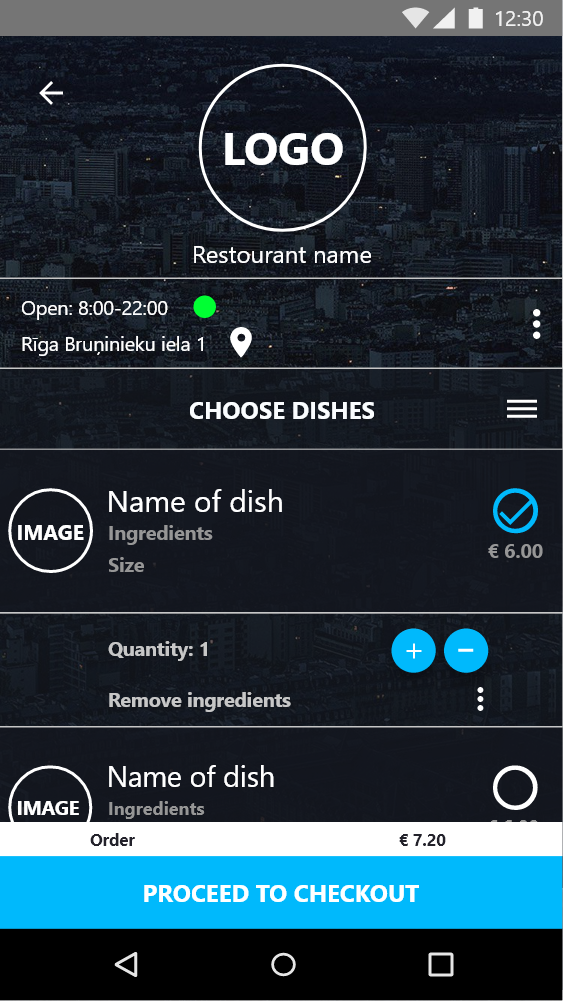 12:30
LOGO
Restourant name
Open: 8:00-22:00
Rīga Bruņinieku iela 1
CHOOSE DISHES
IMAGE
Name of dish
Ingredients
€ 6.00
Size
Quantity: 1
Remove ingredients
Name of dish
IMAGE
Ingredients
Order
€ 7.20
PROCEED TO CHECKOUT